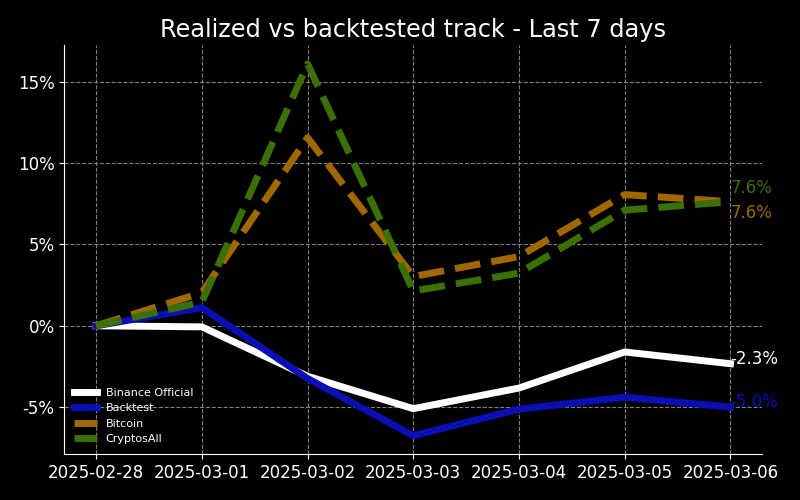 Realized vs backtested track - Last 7 days
15%
10%
5%
0%
-5%
7.6%
7.6%
-2.3%
-5.0%
Binance Official
Backtest
Bitcoin
CryptosAll
2025-02-28 2025-03-01 2025-03-02 2025-03-03 2025-03-04 2025-03-05 2025-03-06